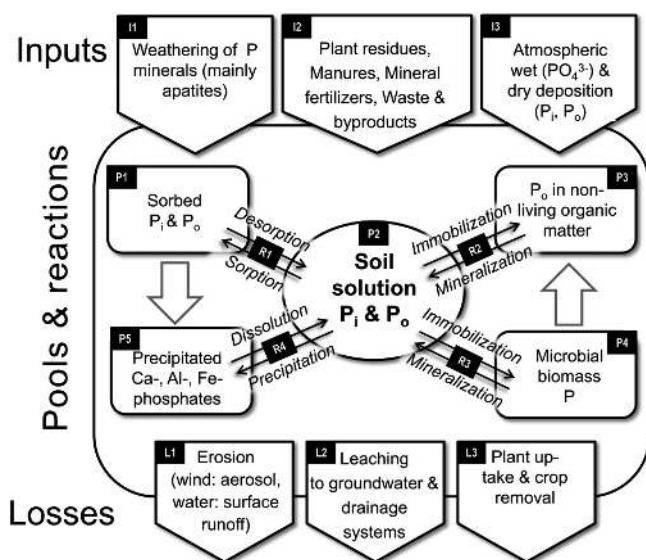 Inputs
I1
Weathering of P
minerals (mainly
apatites)
I2
Plant residues,
Manures, Mineral
fertilizers, Waste &
byproducts
I3
Atmospheric
wet (PO₄³⁻) &
dry deposition
(Pᵢ, Pₒ)
Pools & reactions
P1
Sorbed
Pᵢ & Pₒ
Desorption
R1
Sorption
P2
Soil
solution
Pᵢ & Pₒ
Immobilization
R2
Mineralization
P3
Pₒ in non-
living organic
matter
P5
Precipitated
Ca-, Al-, Fe-
phosphates
Dissolution
R4
Precipitation
Immobilization
R3
Mineralization
P4
Microbial
biomass
P
Losses
L1
Erosion
(wind: aerosol,
water: surface
runoff)
L2
Leaching
to groundwater &
drainage
systems
L3
Plant up-
take & crop
removal